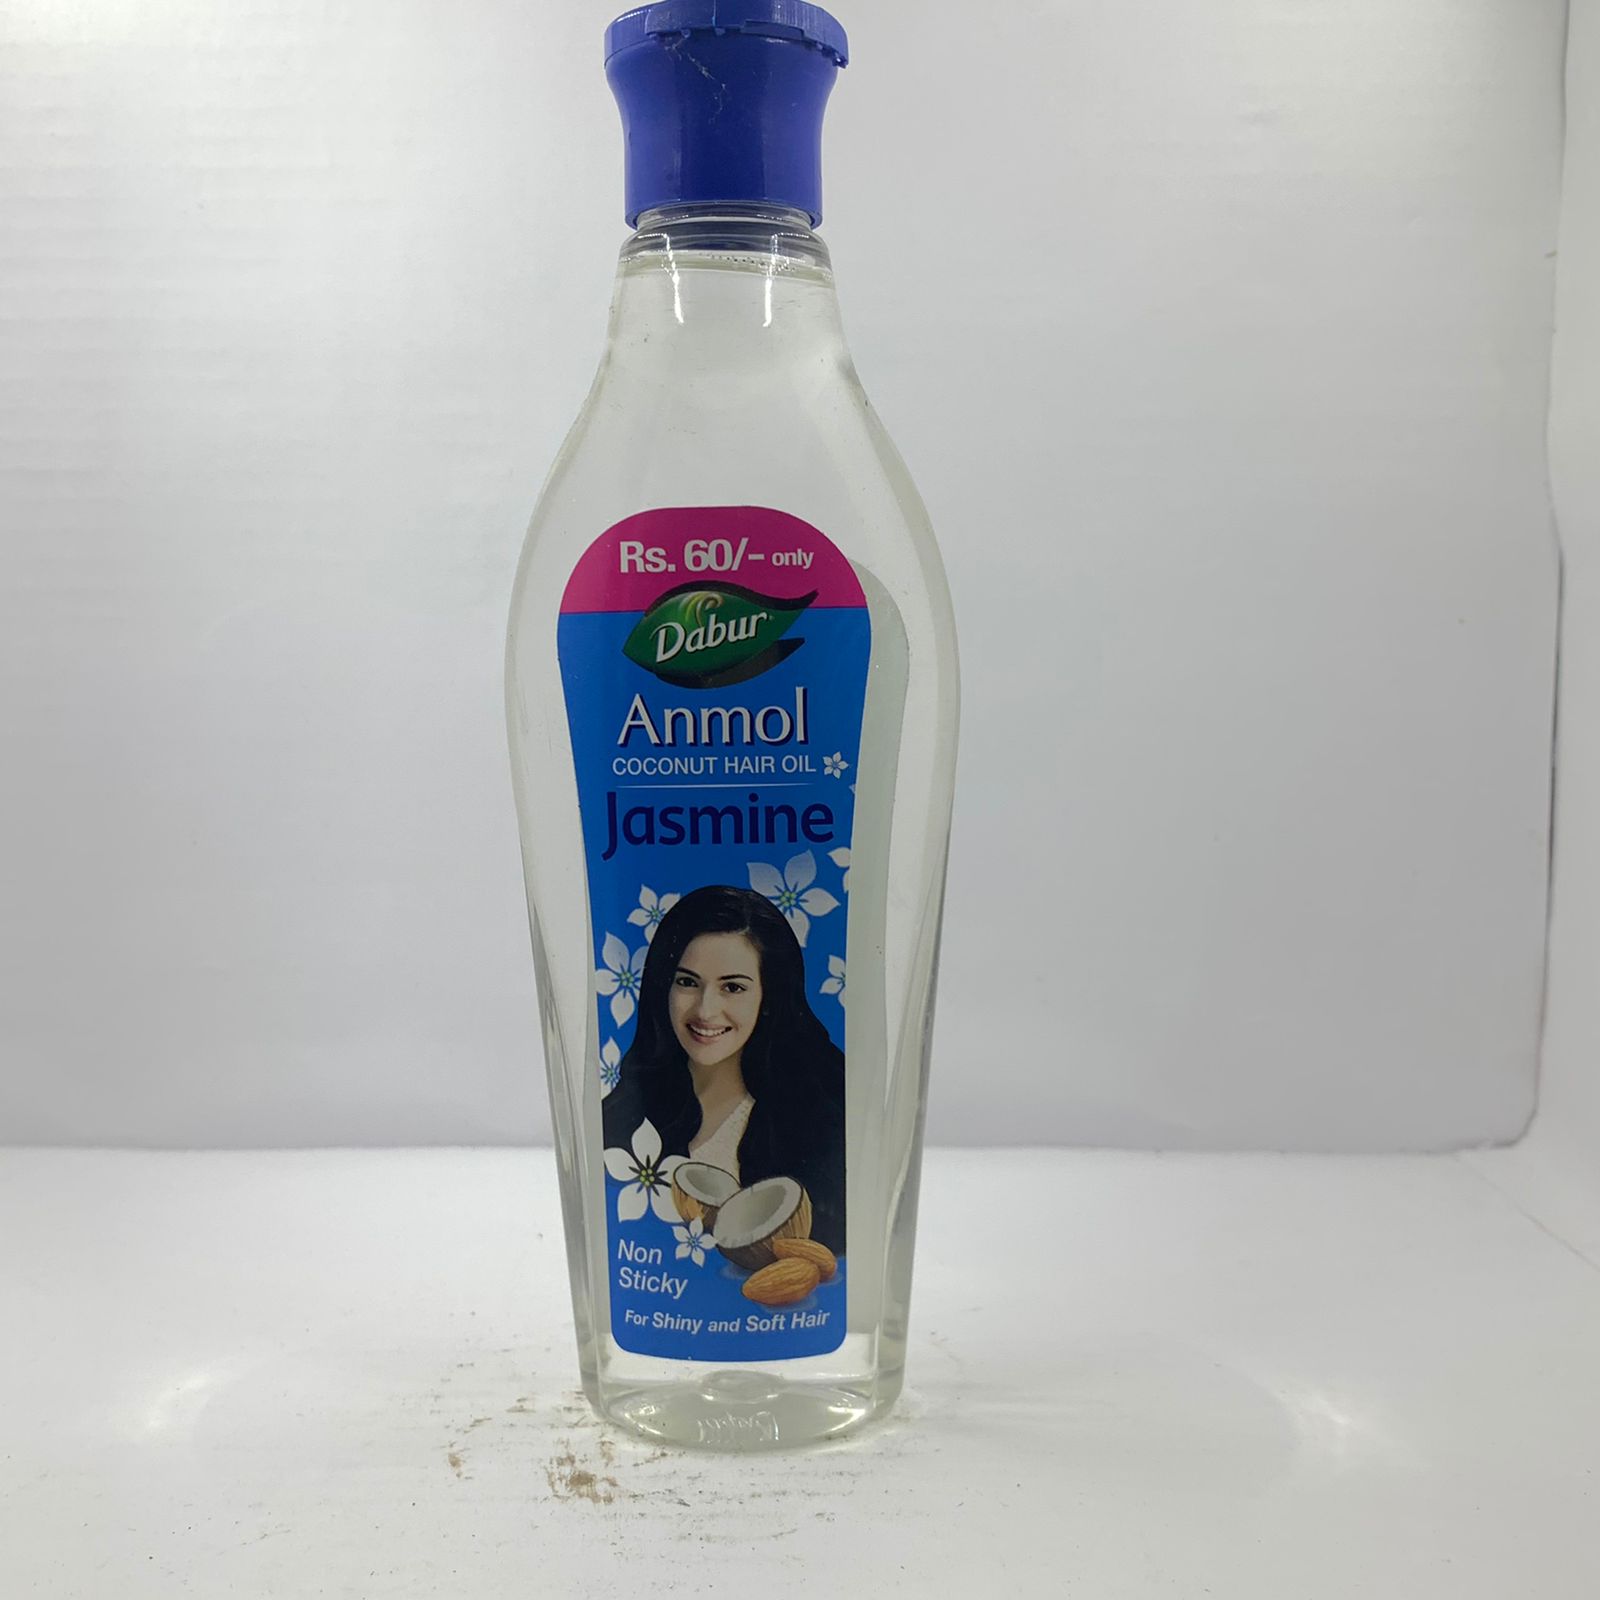 Rs. 60/- only
Dabur
Anmol
COCONUT HAIR OIL
Jasmine
Non
Sticky
For Shiny and Soft Hair